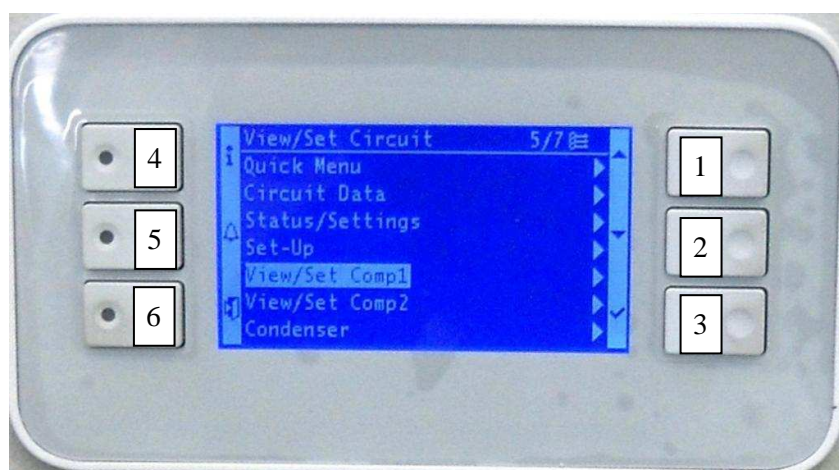 View/Set Circuit 5/7
Quick Menu
Circuit Data
Status/Settings
Set-Up
View/Set Comp1
View/Set Comp2
Condenser
4
5
6
1
2
3